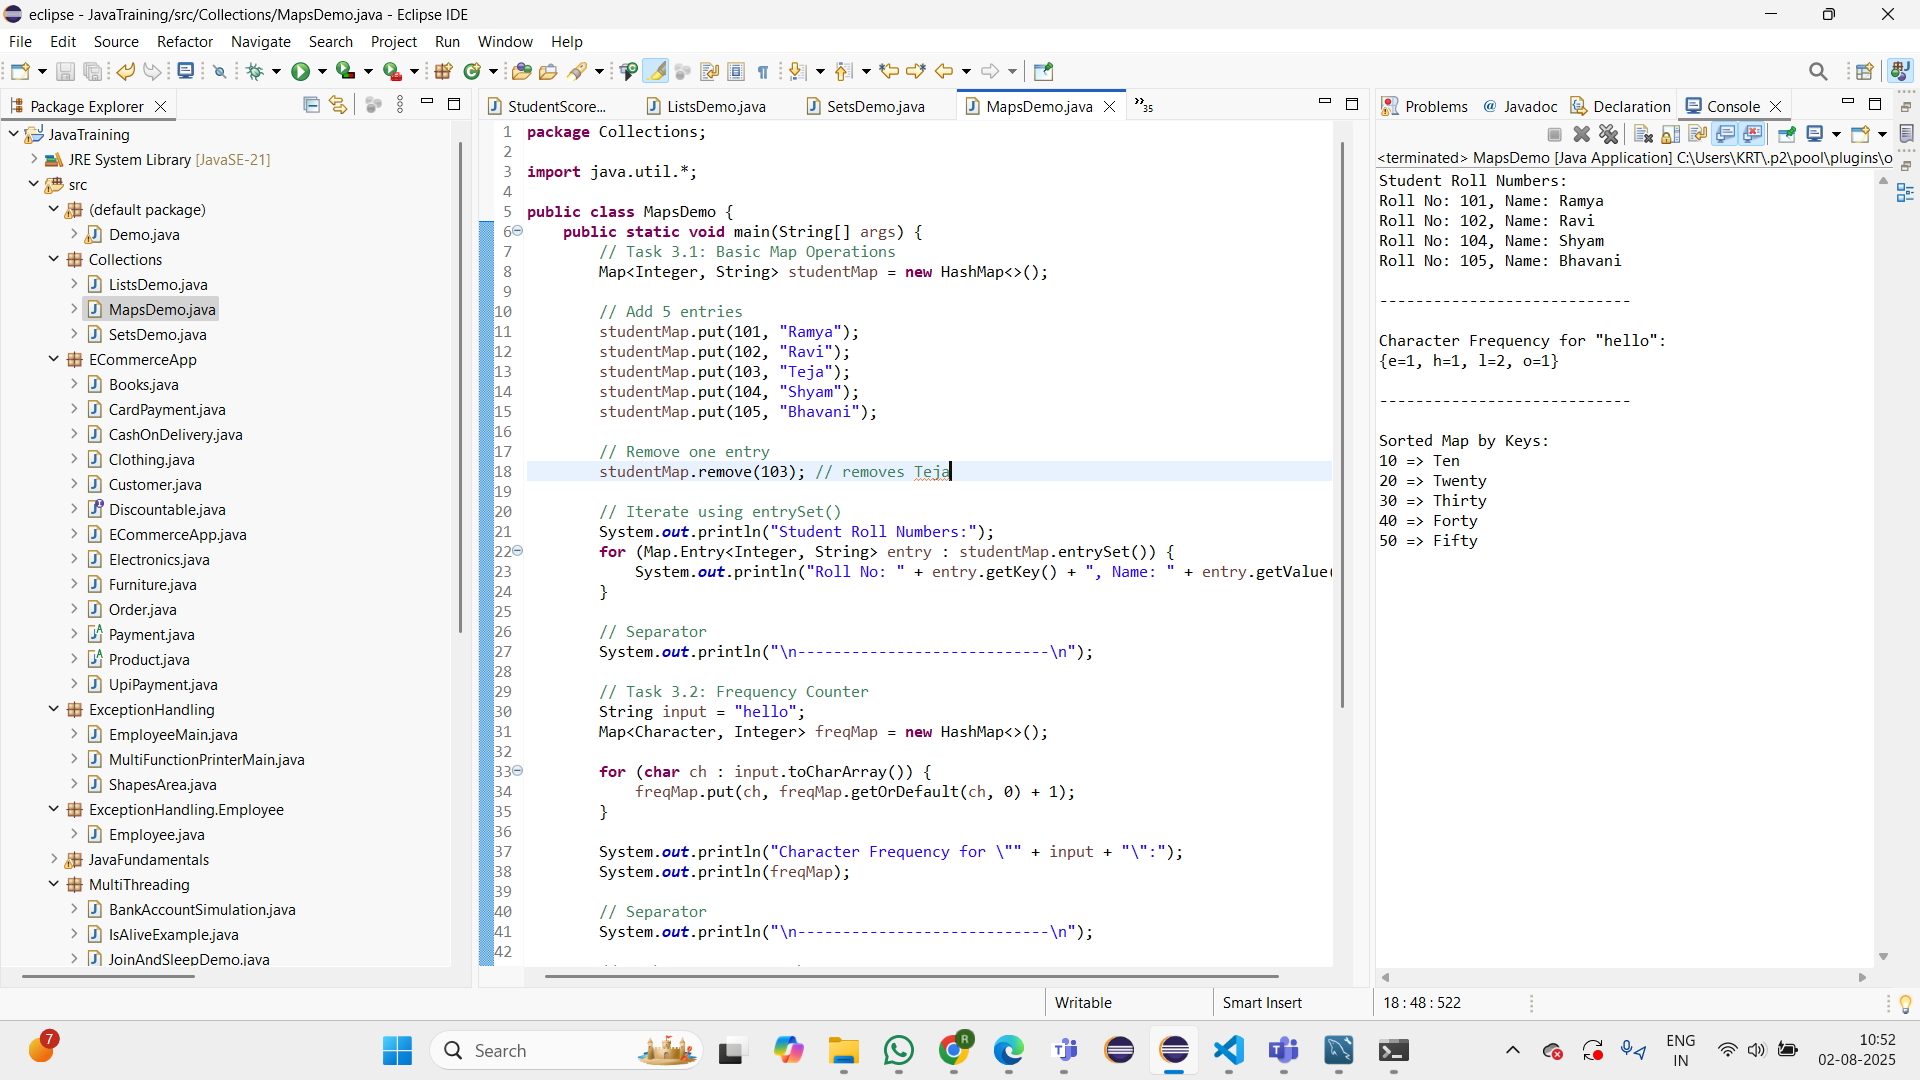 eclipse - JavaTraining/src/Collections/MapsDemo.java - Eclipse IDE
File Edit Source Refactor Navigate Search Project Run Window Help
Package Explorer
JavaTraining
JRE System Library [JavaSE-21]
src
(default package)
Demo.java
Collections
ListsDemo.java
MapsDemo.java
SetsDemo.java
ECommerceApp
Books.java
CardPayment.java
CashOnDelivery.java
Clothing.java
Customer.java
Discountable.java
ECommerceApp.java
Electronics.java
Furniture.java
Order.java
Payment.java
Product.java
UpiPayment.java
ExceptionHandling
EmployeeMain.java
MultiFunctionPrinterMain.java
ShapesArea.java
ExceptionHandling.Employee
Employee.java
JavaFundamentals
MultiThreading
BankAccountSimulation.java
IsAliveExample.java
JoinAndSleepDemo.java
StudentScore... ListsDemo.java SetsDemo.java MapsDemo.java »35
1 package Collections;
2
3 import java.util.*;
4
5 public class MapsDemo {
6 public static void main(String[] args) {
7 // Task 3.1: Basic Map Operations
8 Map<Integer, String> studentMap = new HashMap<>();
9
10 // Add 5 entries
11 studentMap.put(101, "Ramya");
12 studentMap.put(102, "Ravi");
13 studentMap.put(103, "Teja");
14 studentMap.put(104, "Shyam");
15 studentMap.put(105, "Bhavani");
16
17 // Remove one entry
18 studentMap.remove(103); // removes Teja
19
20 // Iterate using entrySet()
21 System.out.println("Student Roll Numbers:");
22 for (Map.Entry<Integer, String> entry : studentMap.entrySet()) {
23 System.out.println("Roll No: " + entry.getKey() + ", Name: " + entry.getValue(
24 }
25
26 // Separator
27 System.out.println("\n----------------------------\n");
28
29 // Task 3.2: Frequency Counter
30 String input = "hello";
31 Map<Character, Integer> freqMap = new HashMap<>();
32
33 for (char ch : input.toCharArray()) {
34 freqMap.put(ch, freqMap.getOrDefault(ch, 0) + 1);
35 }
36
37 System.out.println("Character Frequency for \"" + input + "\":");
38 System.out.println(freqMap);
39
40 // Separator
41 System.out.println("\n----------------------------\n");
42
Problems Javadoc Declaration Console
<terminated> MapsDemo [Java Application] C:\Users\KRT\.p2\pool\plugins\o
Student Roll Numbers:
Roll No: 101, Name: Ramya
Roll No: 102, Name: Ravi
Roll No: 104, Name: Shyam
Roll No: 105, Name: Bhavani
----------------------------
Character Frequency for "hello":
{e=1, h=1, l=2, o=1}
----------------------------
Sorted Map by Keys:
10 => Ten
20 => Twenty
30 => Thirty
40 => Forty
50 => Fifty
Writable Smart Insert 18 : 48 : 522
7
Search
R
ENG
IN
10:52
02-08-2025